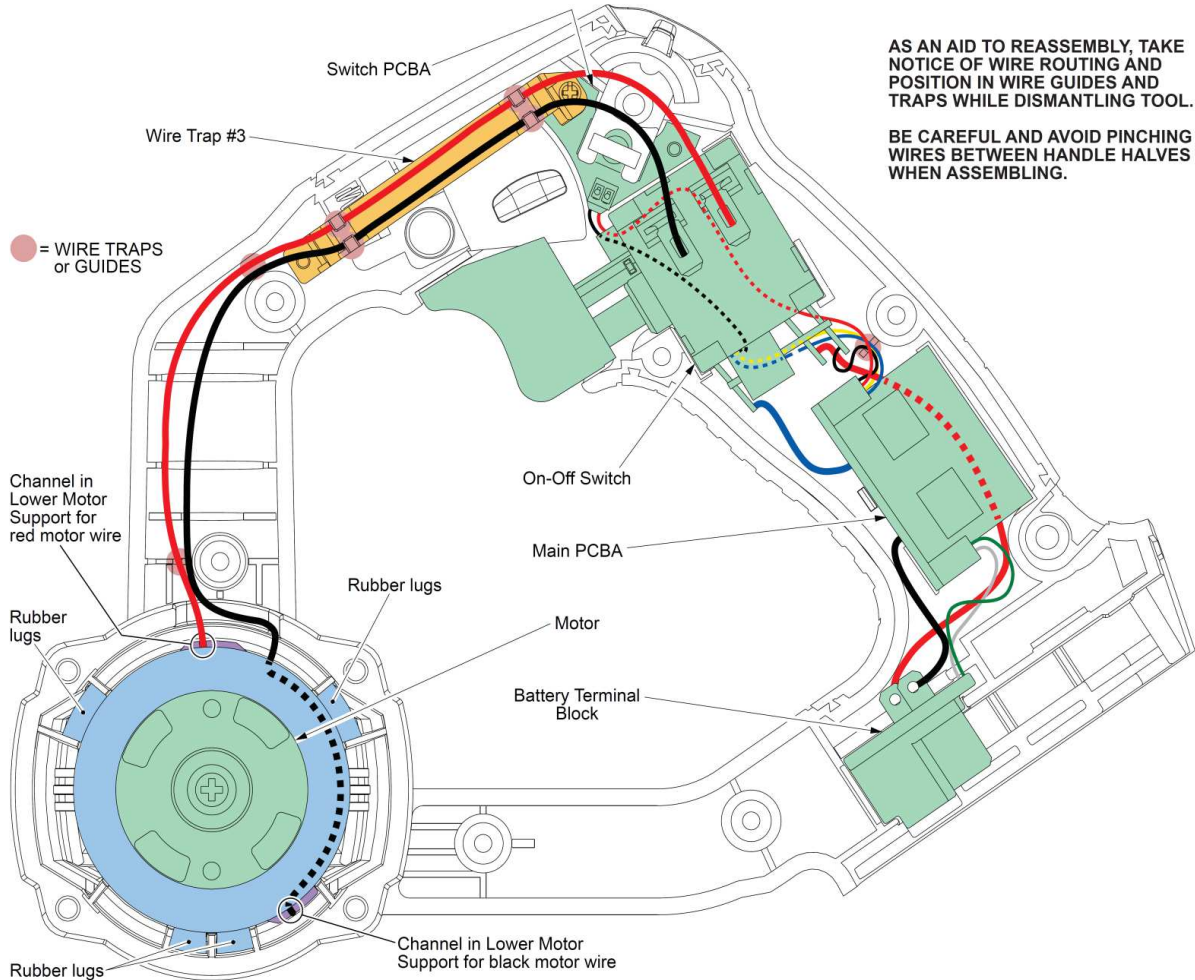 Switch PCBA
AS AN AID TO REASSEMBLY, TAKE
NOTICE OF WIRE ROUTING AND
POSITION IN WIRE GUIDES AND
TRAPS WHILE DISMANTLING TOOL.
BE CAREFUL AND AVOID PINCHING
WIRES BETWEEN HANDLE HALVES
WHEN ASSEMBLING.
Wire Trap #3
= WIRE TRAPS
or GUIDES
On-Off Switch
Channel in
Lower Motor
Support for
red motor wire
Main PCBA
Rubber lugs
Rubber
lugs
Motor
Battery Terminal
Block
Channel in Lower Motor
Support for black motor wire
Rubber lugs